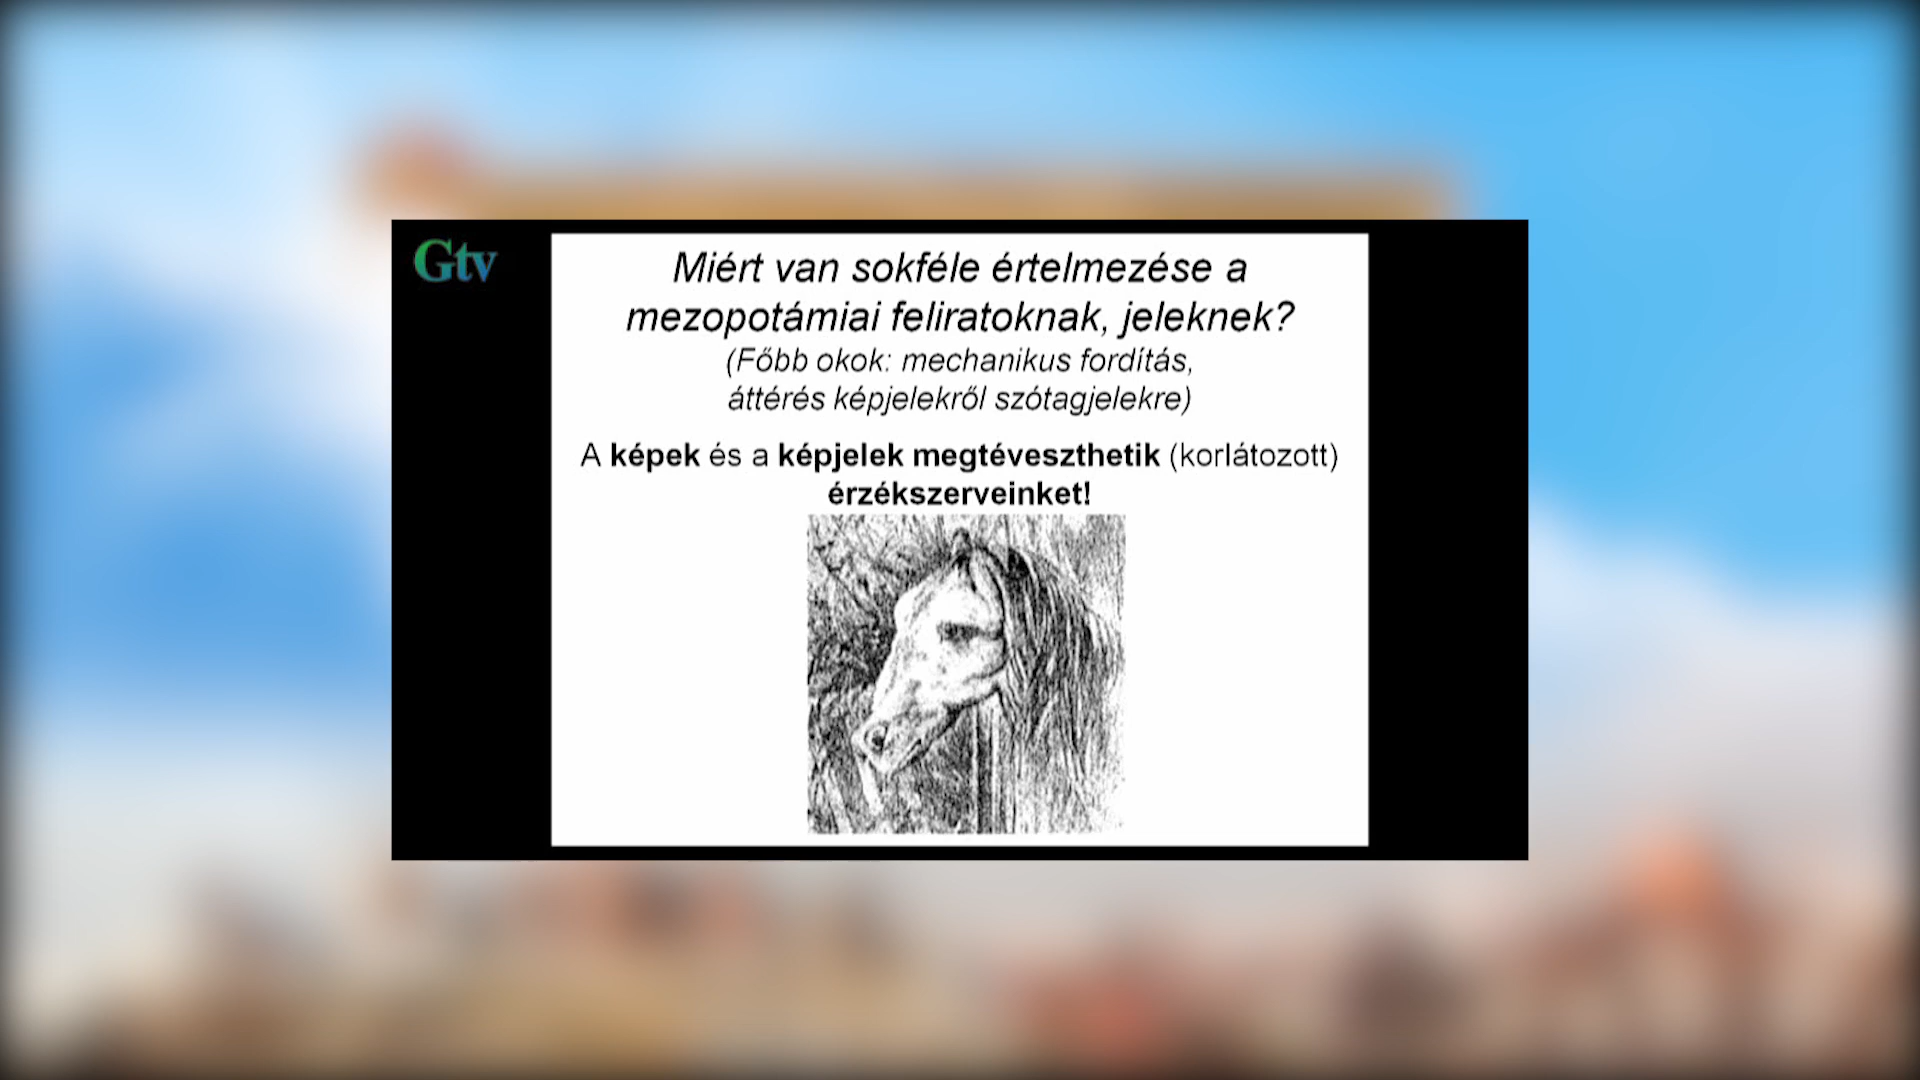 Gtv
Miért van sokféle értelmezése a
mezopotámiai feliratoknak, jeleknek?
(Főbb okok: mechanikus fordítás,
áttérés képjelekről szótagjelekre)
A képek és a képjelek megtéveszthetik (korlátozott)
érzékszerveinket!